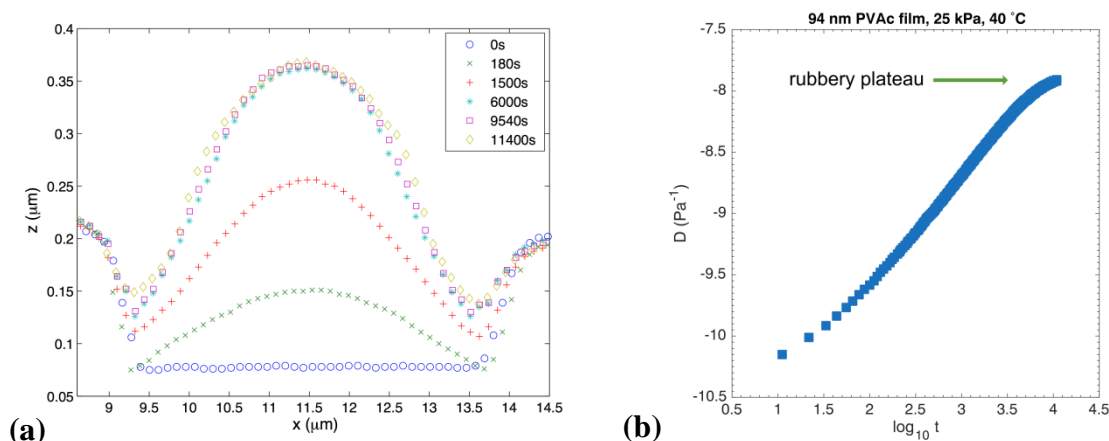 0.4
0.35
0.3
0.25
0.2
0.15
0.1
0.05
z (μm)
9 9.5 10 10.5 11 11.5 12 12.5 13 13.5 14 14.5
x (μm)
0s
180s
1500s
6000s
9540s
11400s
(a)
94 nm PVAc film, 25 kPa, 40 °C
-7.5
-8
-8.5
-9
-9.5
-10
-10.5
D (Pa⁻¹)
rubbery plateau
0.5 1 1.5 2 2.5 3 3.5 4 4.5
log₁₀ t
(b)